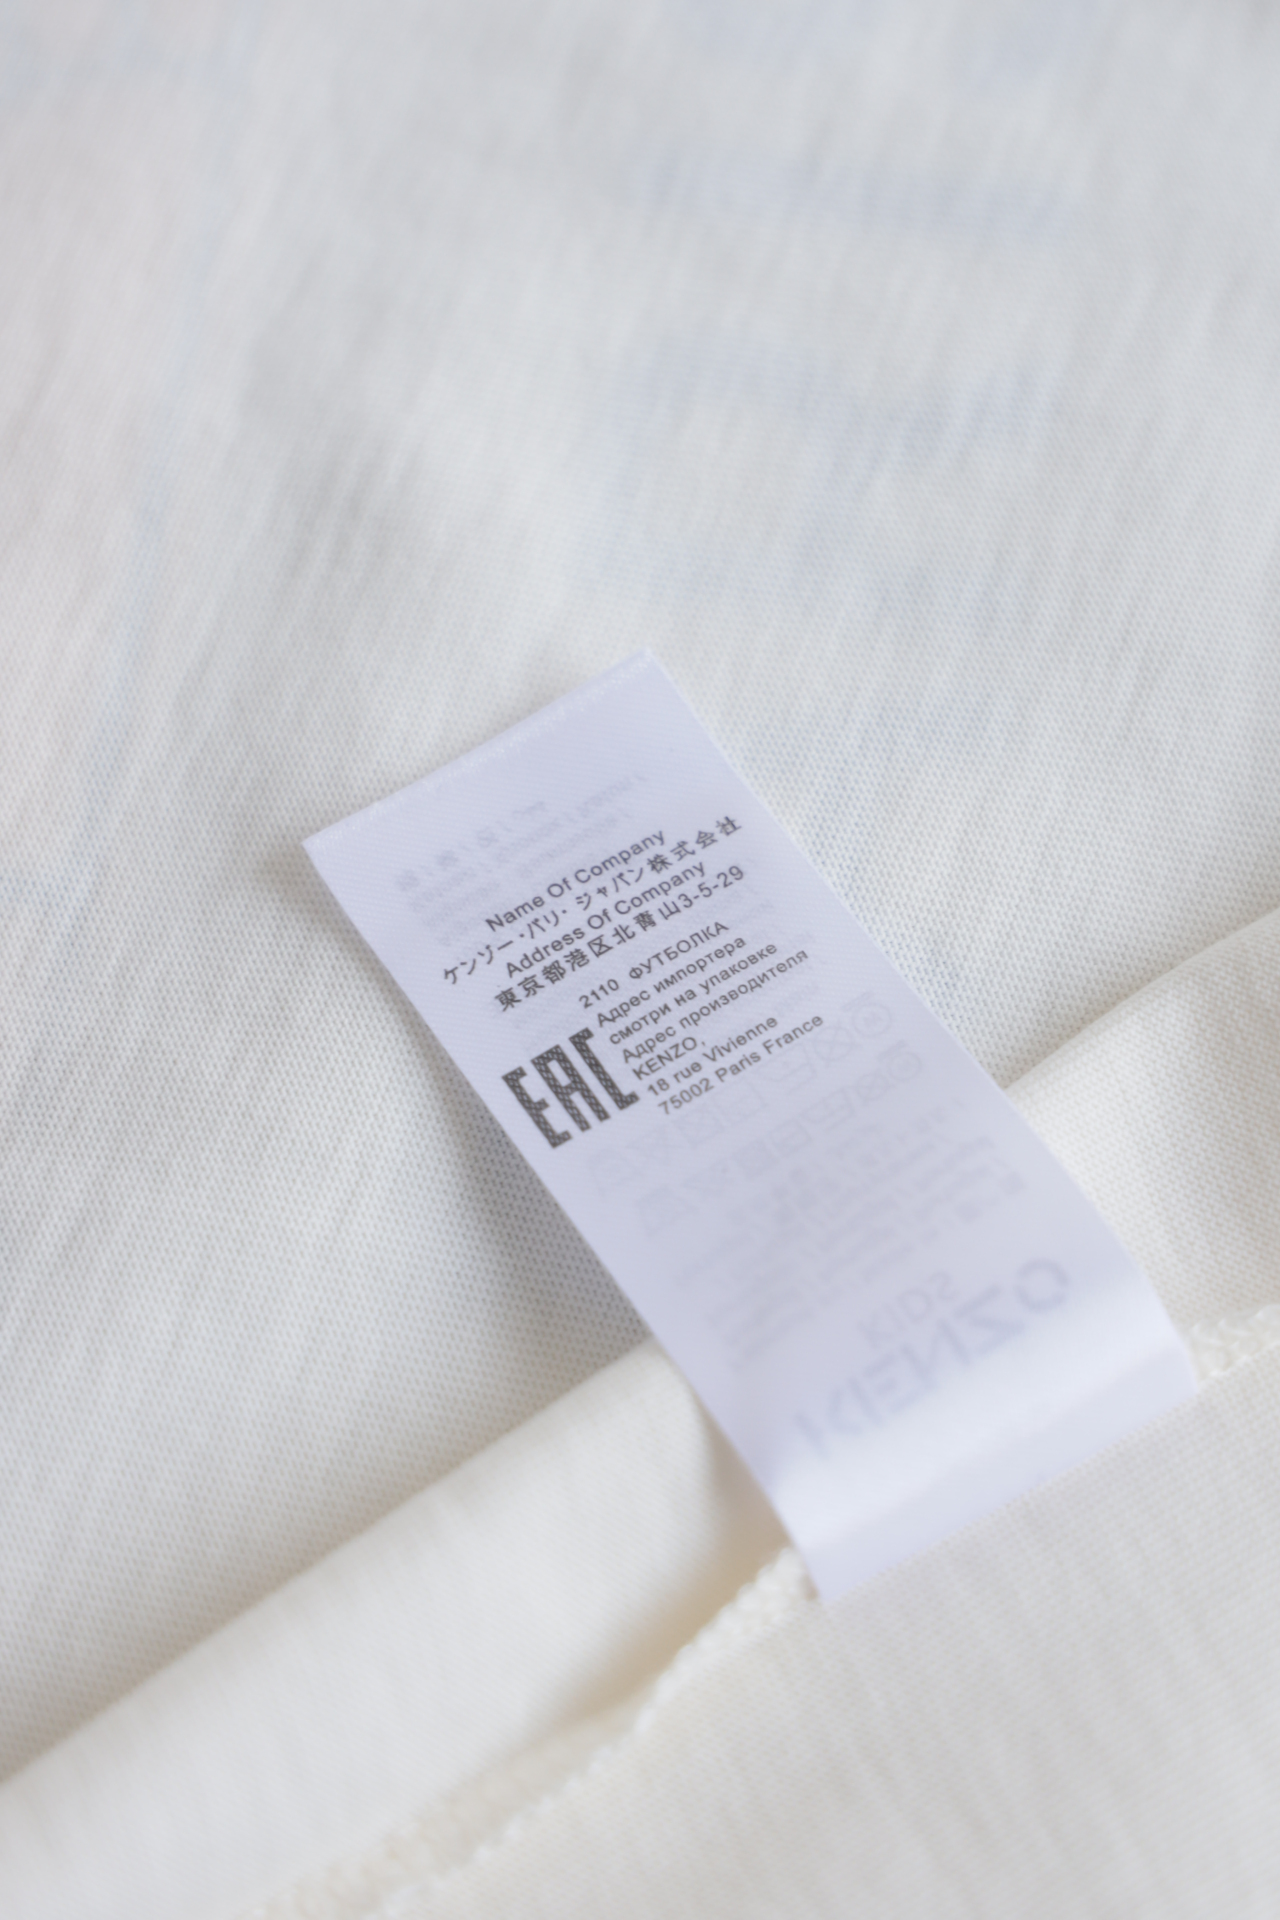 Name Of Company
ケンゾー・パリ・ジャパン株式会社
Address Of Company
東京都港区北青山3-5-29
2110 ФУТБОЛКА
Адрес импортера
смотри на упаковке
Адрес производителя
KENZO,
18 rue Vivienne
75002 Paris France
EAC
KIDS
KENZO